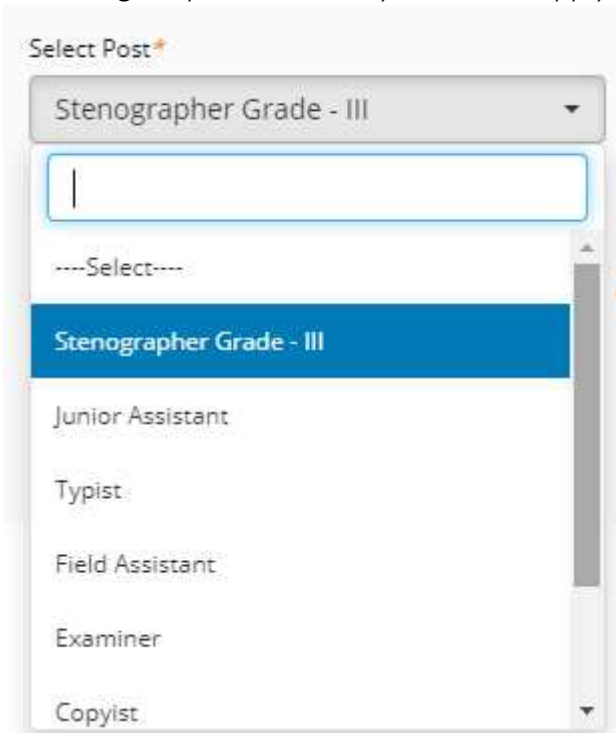 Select Post*
Stenographer Grade - III
----Select----
Stenographer Grade - III
Junior Assistant
Typist
Field Assistant
Examiner
Copyist